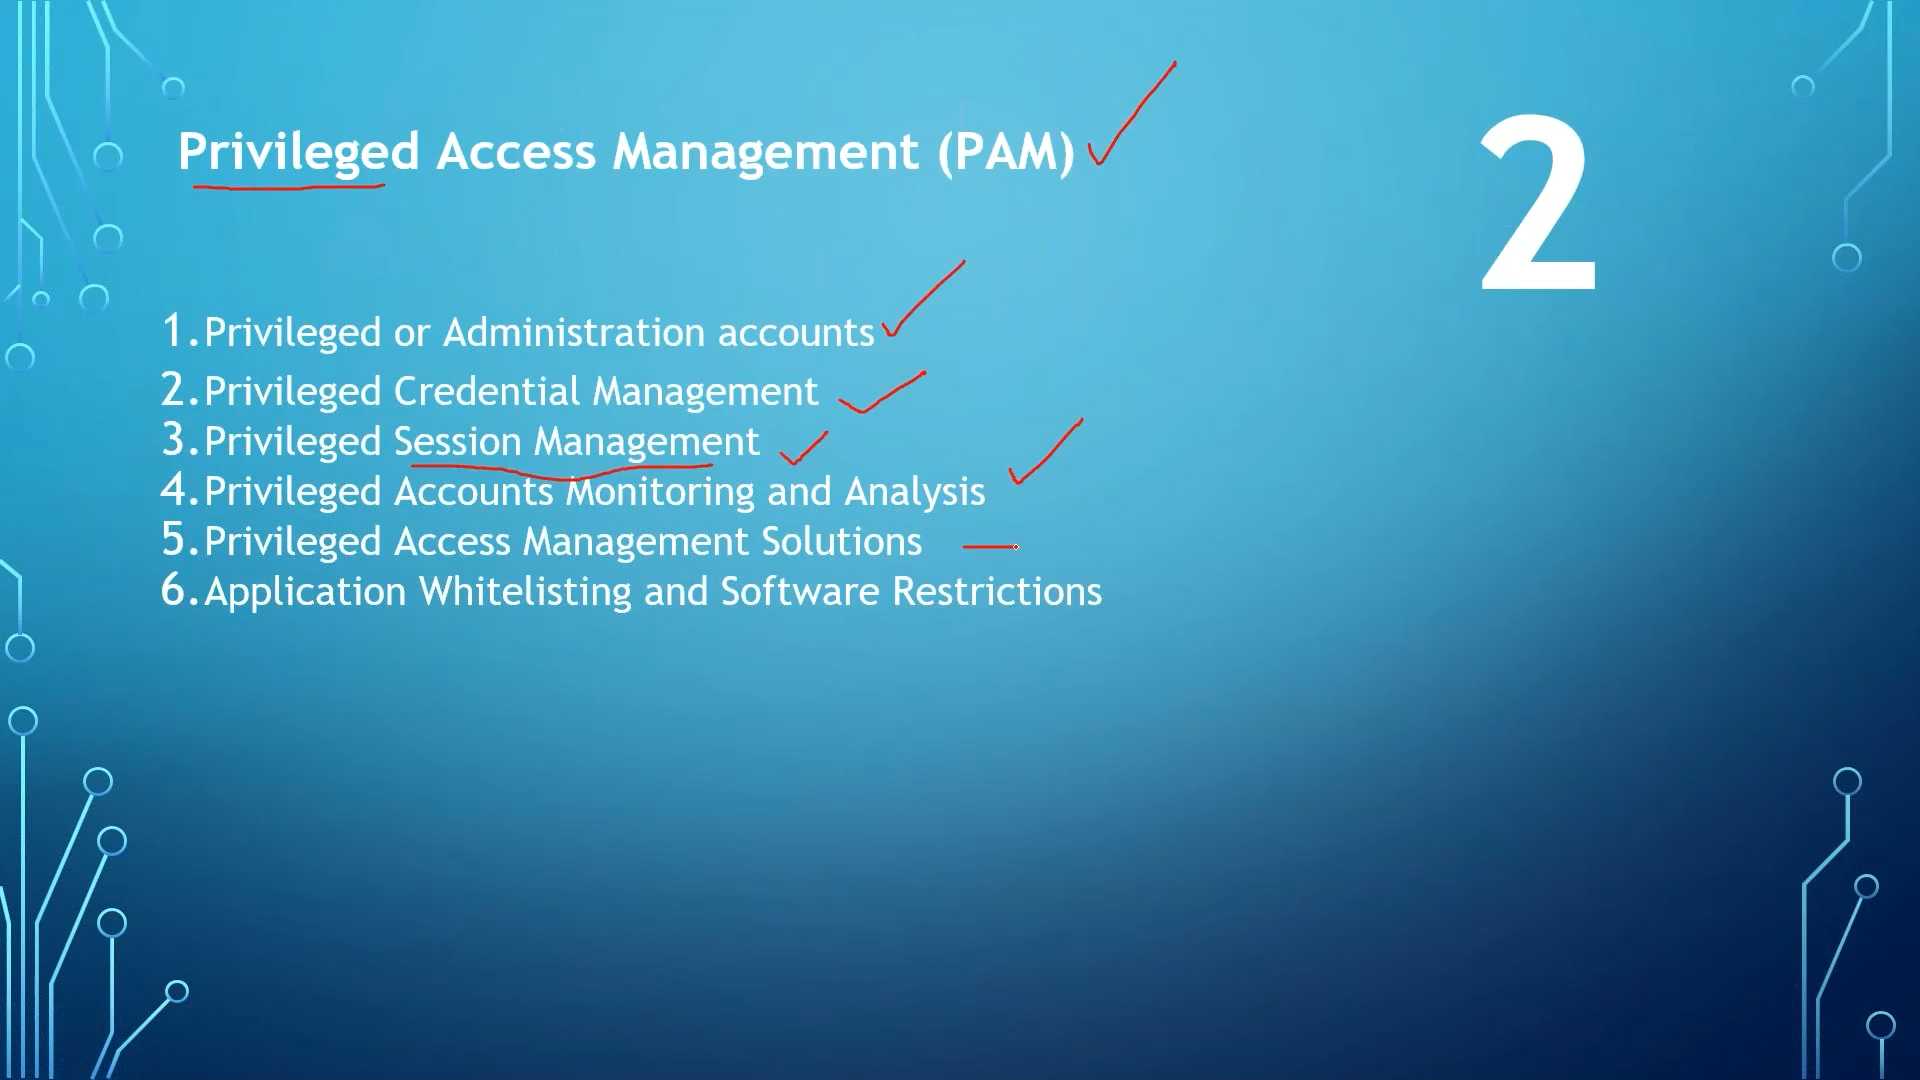 Privileged Access Management (PAM)
2
1.Privileged or Administration accounts
2.Privileged Credential Management
3.Privileged Session Management
4.Privileged Accounts Monitoring and Analysis
5.Privileged Access Management Solutions
6.Application Whitelisting and Software Restrictions